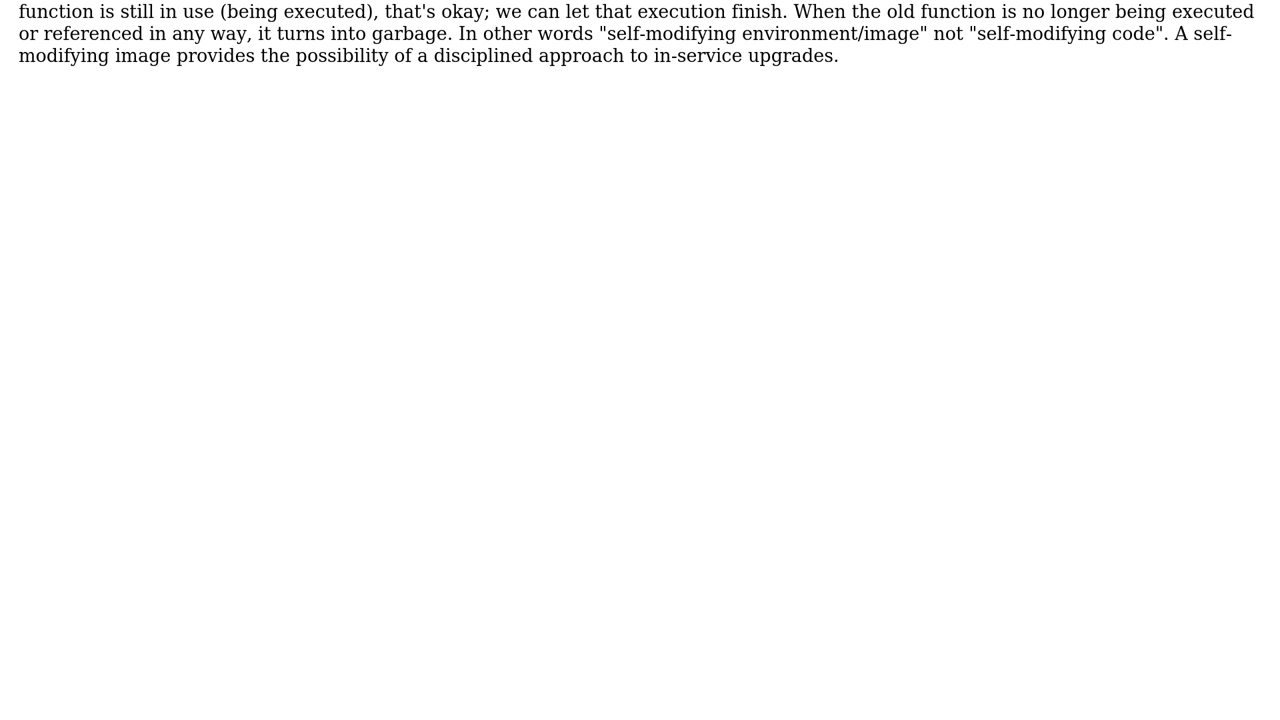 function is still in use (being executed), that's okay; we can let that execution finish. When the old function is no longer being executed
or referenced in any way, it turns into garbage. In other words "self-modifying environment/image" not "self-modifying code". A self-
modifying image provides the possibility of a disciplined approach to in-service upgrades.